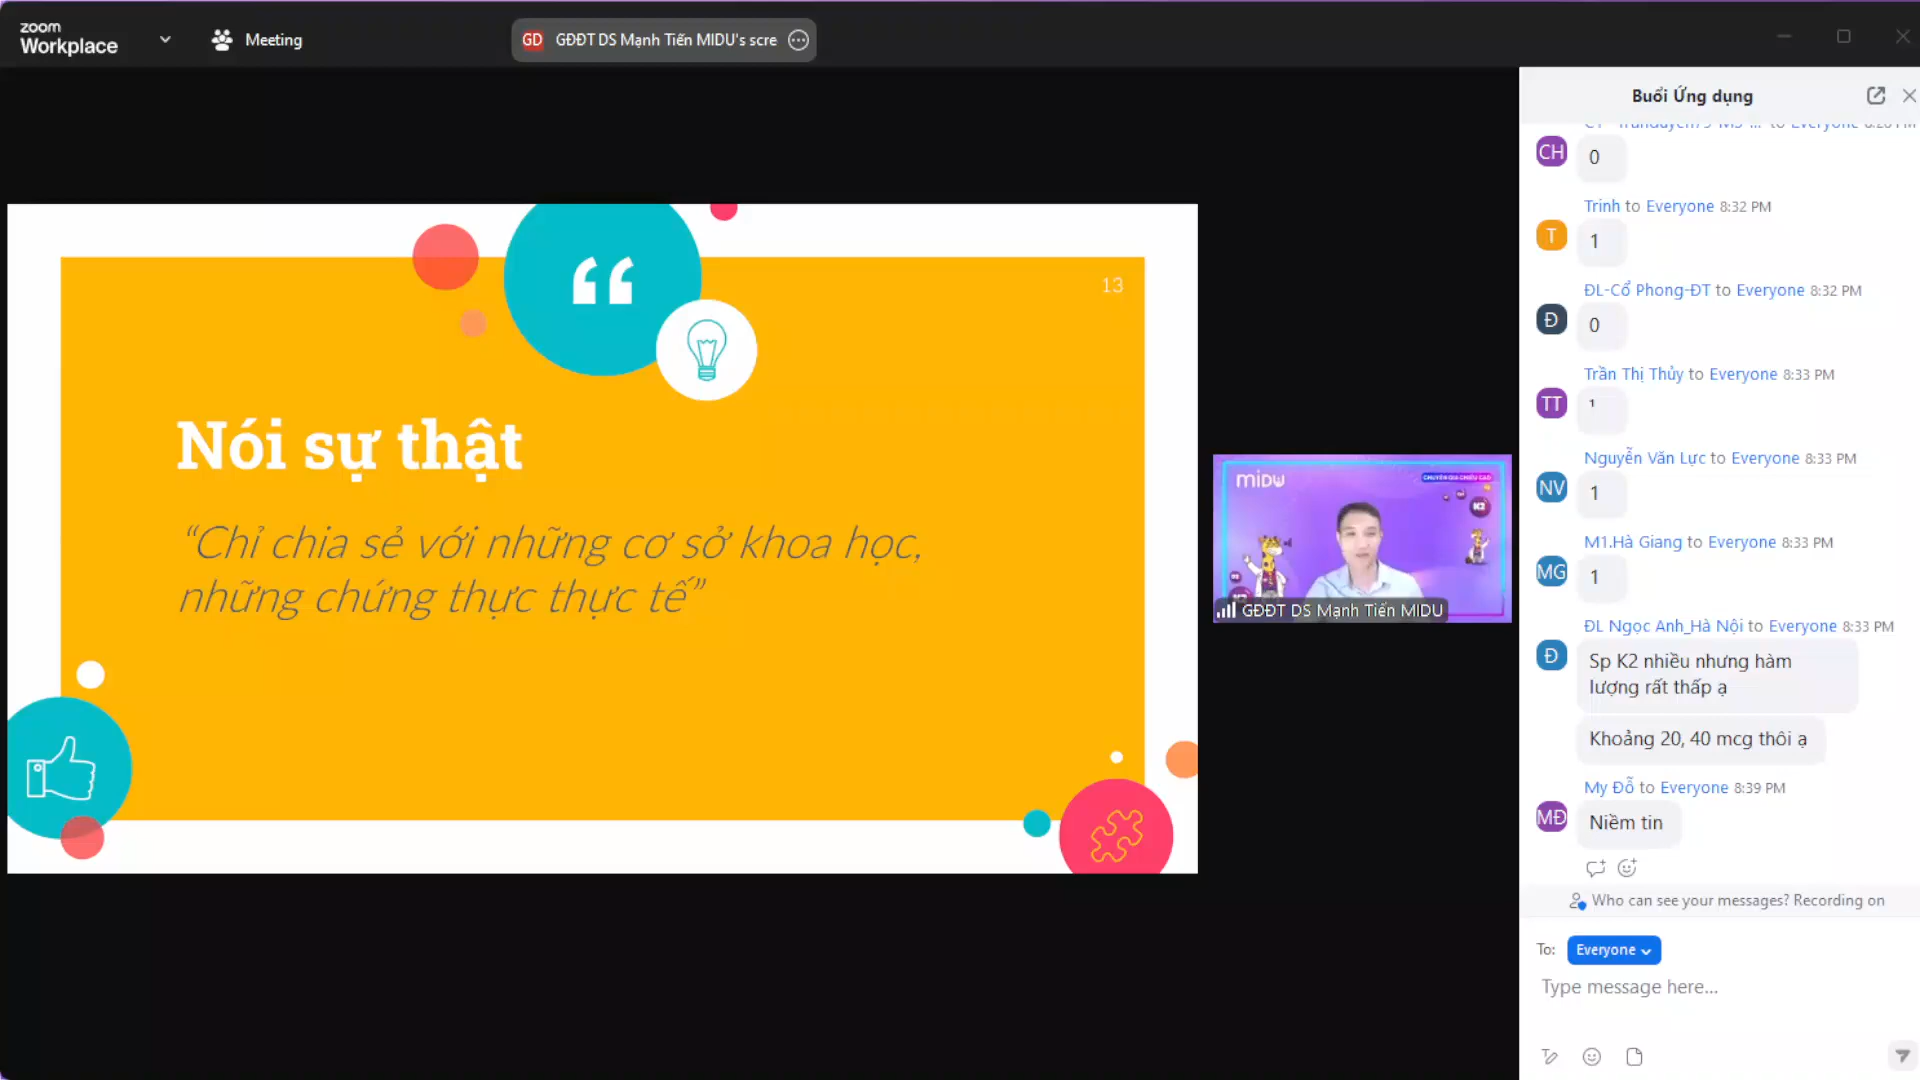 zoom
Workplace
Meeting
GD GĐĐT DS Mạnh Tiến MIDU's scre
13
“
Nói sự thật
“Chỉ chia sẻ với những cơ sở khoa học,
những chứng thực thực tế”
MIDU
CHUYÊN GIA CHIỀU CAO
K2
GĐĐT DS Mạnh Tiến MIDU
Buổi Ứng dụng
CH
0
Trinh to Everyone 8:32 PM
T
1
ĐL-Cổ Phong-ĐT to Everyone 8:32 PM
Đ
0
Trần Thị Thủy to Everyone 8:33 PM
TT
¹
Nguyễn Văn Lực to Everyone 8:33 PM
NV
1
M1.Hà Giang to Everyone 8:33 PM
MG
1
ĐL Ngọc Anh_Hà Nội to Everyone 8:33 PM
Đ
Sp K2 nhiều nhưng hàm
lượng rất thấp ạ
Khoảng 20, 40 mcg thôi ạ
My Đỗ to Everyone 8:39 PM
MĐ
Niềm tin
Who can see your messages? Recording on
To: Everyone
Type message here...